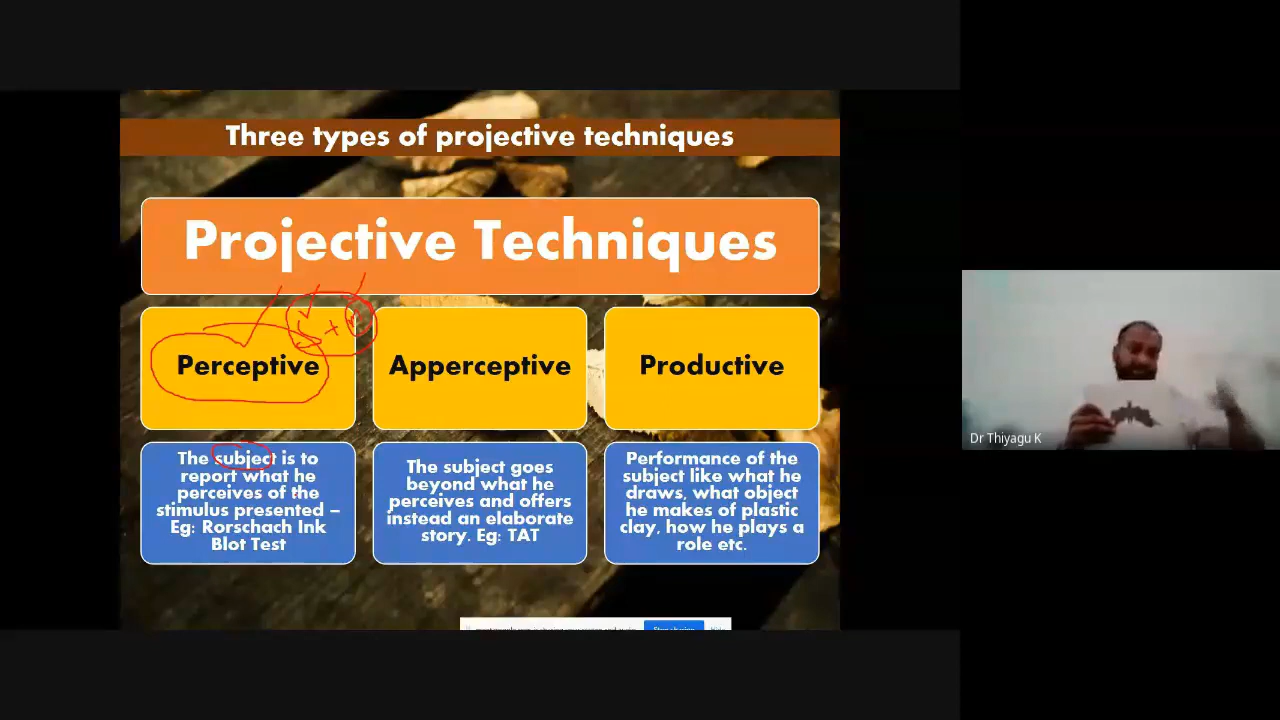 Three types of projective techniques
Projective Techniques
Perceptive
Apperceptive
Productive
The subject is to
report what he
perceives of the
stimulus presented –
Eg: Rorschach Ink
Blot Test
The subject goes
beyond what he
perceives and offers
instead an elaborate
story. Eg: TAT
Performance of the
subject like what he
draws, what object
he makes of plastic
clay, how he plays a
role etc.
Dr Thiyagu K